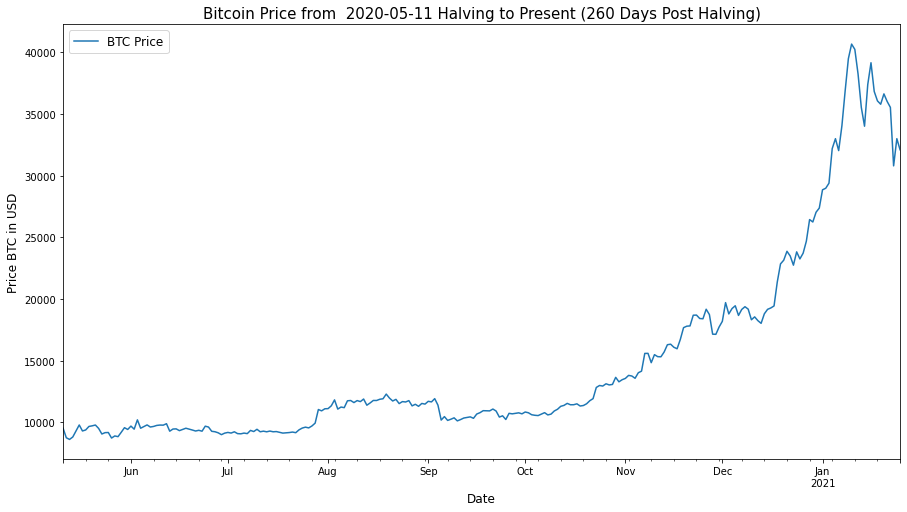 Bitcoin Price from  2020-05-11 Halving to Present (260 Days Post Halving)
BTC Price
40000
35000
30000
25000
20000
15000
10000
Price BTC in USD
Jun
Jul
Aug
Sep
Oct
Nov
Dec
Jan
2021
Date